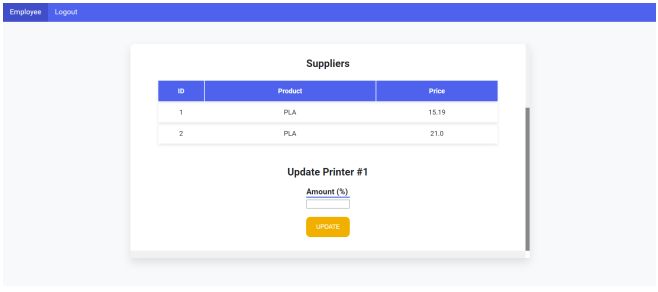 Employee Logout
Suppliers
ID Product Price
1 PLA 15.19
2 PLA 21.0
Update Printer #1
Amount (%)
UPDATE